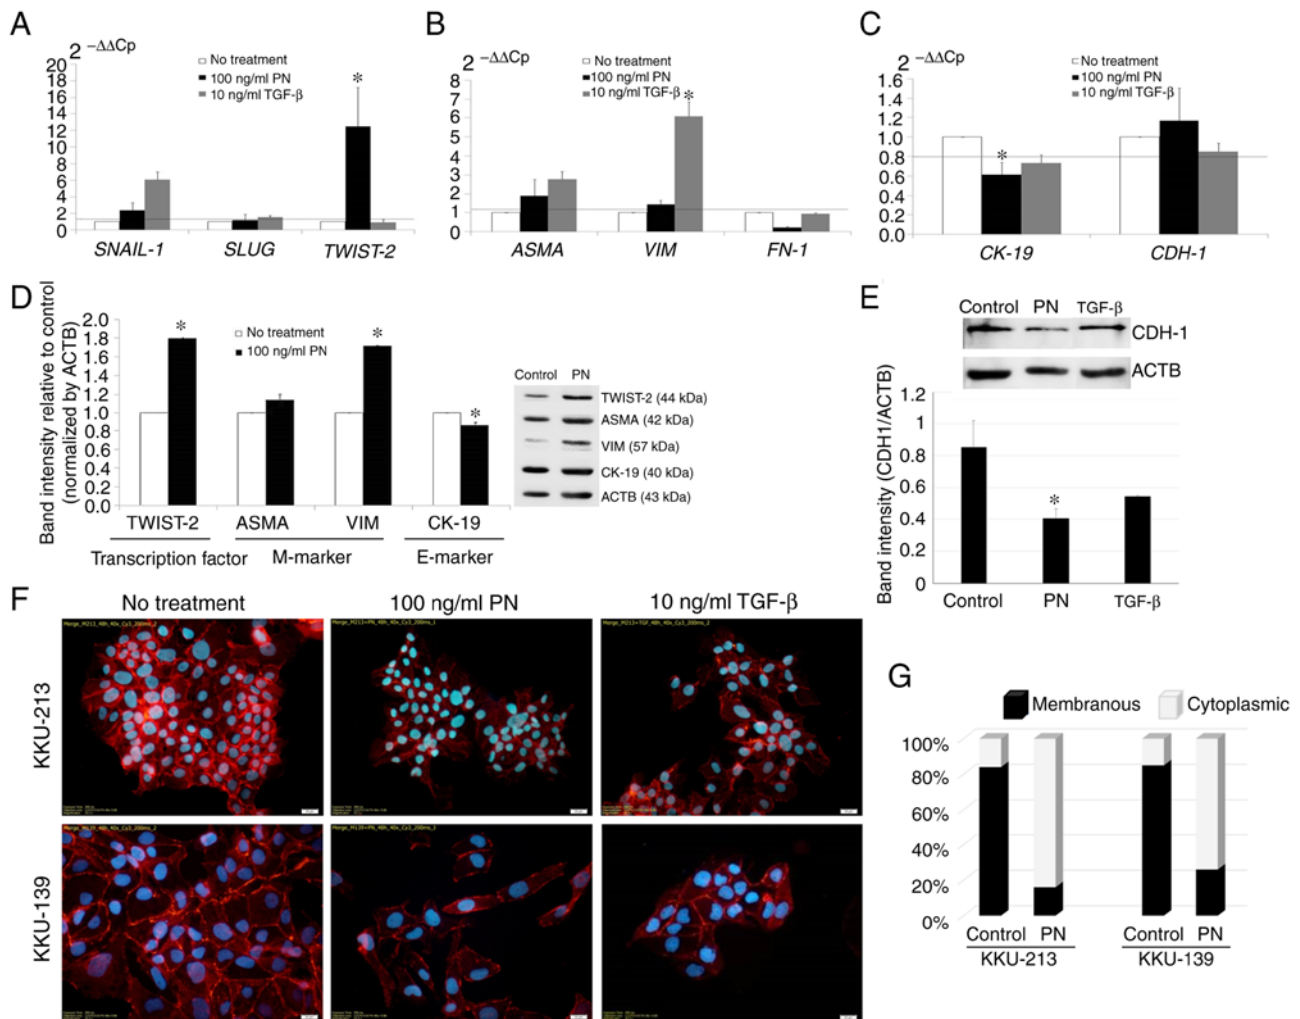 A
2 –ΔΔCp
No treatment
100 ng/ml PN
10 ng/ml TGF-β
20
18
16
14
12
10
8
6
4
2
0
*
SNAIL-1 SLUG TWIST-2
B
2 –ΔΔCp
No treatment
100 ng/ml PN
10 ng/ml TGF-β
8
7
6
5
4
3
2
1
0
*
ASMA VIM FN-1
C
2 –ΔΔCp
No treatment
100 ng/ml PN
10 ng/ml TGF-β
1.6
1.4
1.2
1.0
0.8
0.6
0.4
0.2
0.0
*
CK-19 CDH-1
D
Band intensity relative to control
(normalized by ACTB)
2.0
1.8
1.6
1.4
1.2
1.0
0.8
0.6
0.4
0.2
0.0
No treatment
100 ng/ml PN
* * *
TWIST-2 ASMA VIM CK-19
Transcription factor M-marker E-marker
Control PN
TWIST-2 (44 kDa)
ASMA (42 kDa)
VIM (57 kDa)
CK-19 (40 kDa)
ACTB (43 kDa)
E
Control PN TGF-β
CDH-1
ACTB
Band intensity (CDH1/ACTB)
1.2
1
0.8
0.6
0.4
0.2
0
*
Control PN TGF-β
F
No treatment 100 ng/ml PN 10 ng/ml TGF-β
KKU-213
Merge_M213_48h_40x_Cy3_200ms_2
Merge_M213+PN_48h_40x_Cy3_200ms_1
Merge_M213+TGF_48h_40x_Cy3_200ms_2
KKU-139
Merge_M139_48h_40x_Cy3_200ms_2
Merge_M139+PN_48h_40x_Cy3_200ms_3
G
Membranous Cytoplasmic
100%
80%
60%
40%
20%
0%
Control PN Control PN
KKU-213 KKU-139